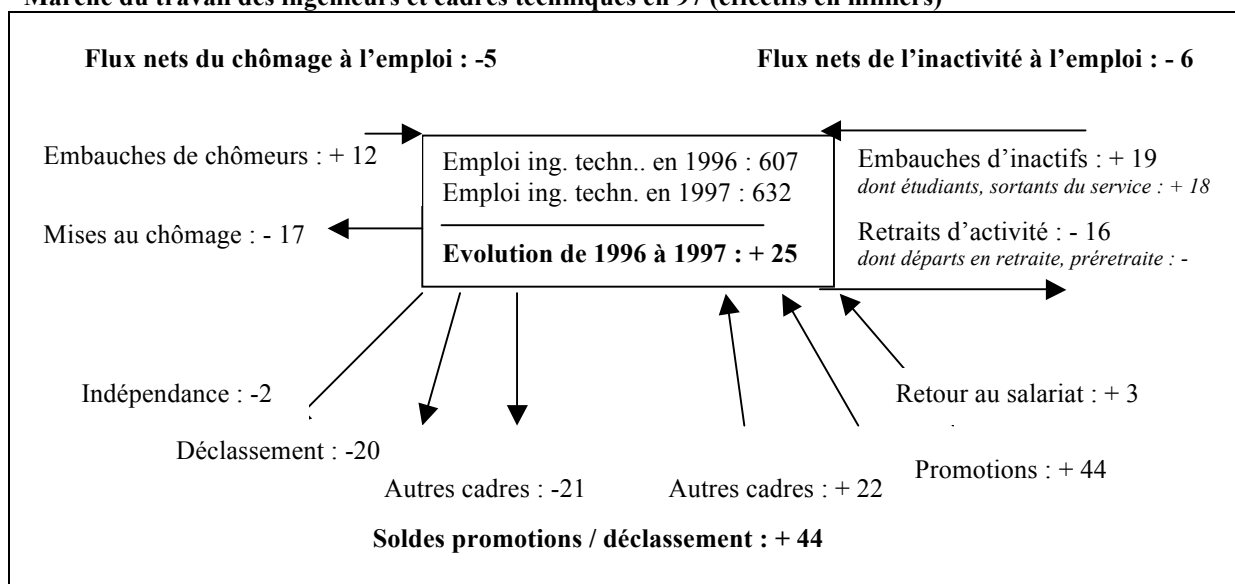 Marché du travail des ingénieurs et cadres techniques en 97 (effectifs en milliers)
Flux nets du chômage à l'emploi : -5
Flux nets de l'inactivité à l'emploi : - 6
Embauches de chômeurs : + 12
Mises au chômage : - 17
Emploi ing. techn.. en 1996 : 607
Emploi ing. techn. en 1997 : 632
Evolution de 1996 à 1997 : + 25
Embauches d'inactifs : + 19
dont étudiants, sortants du service : + 18
Retraits d'activité : - 16
dont départs en retraite, préretraite : -
Indépendance : -2
Déclassement : -20
Autres cadres : -21
Autres cadres : + 22
Retour au salariat : + 3
Promotions : + 44
Soldes promotions / déclassement : + 44